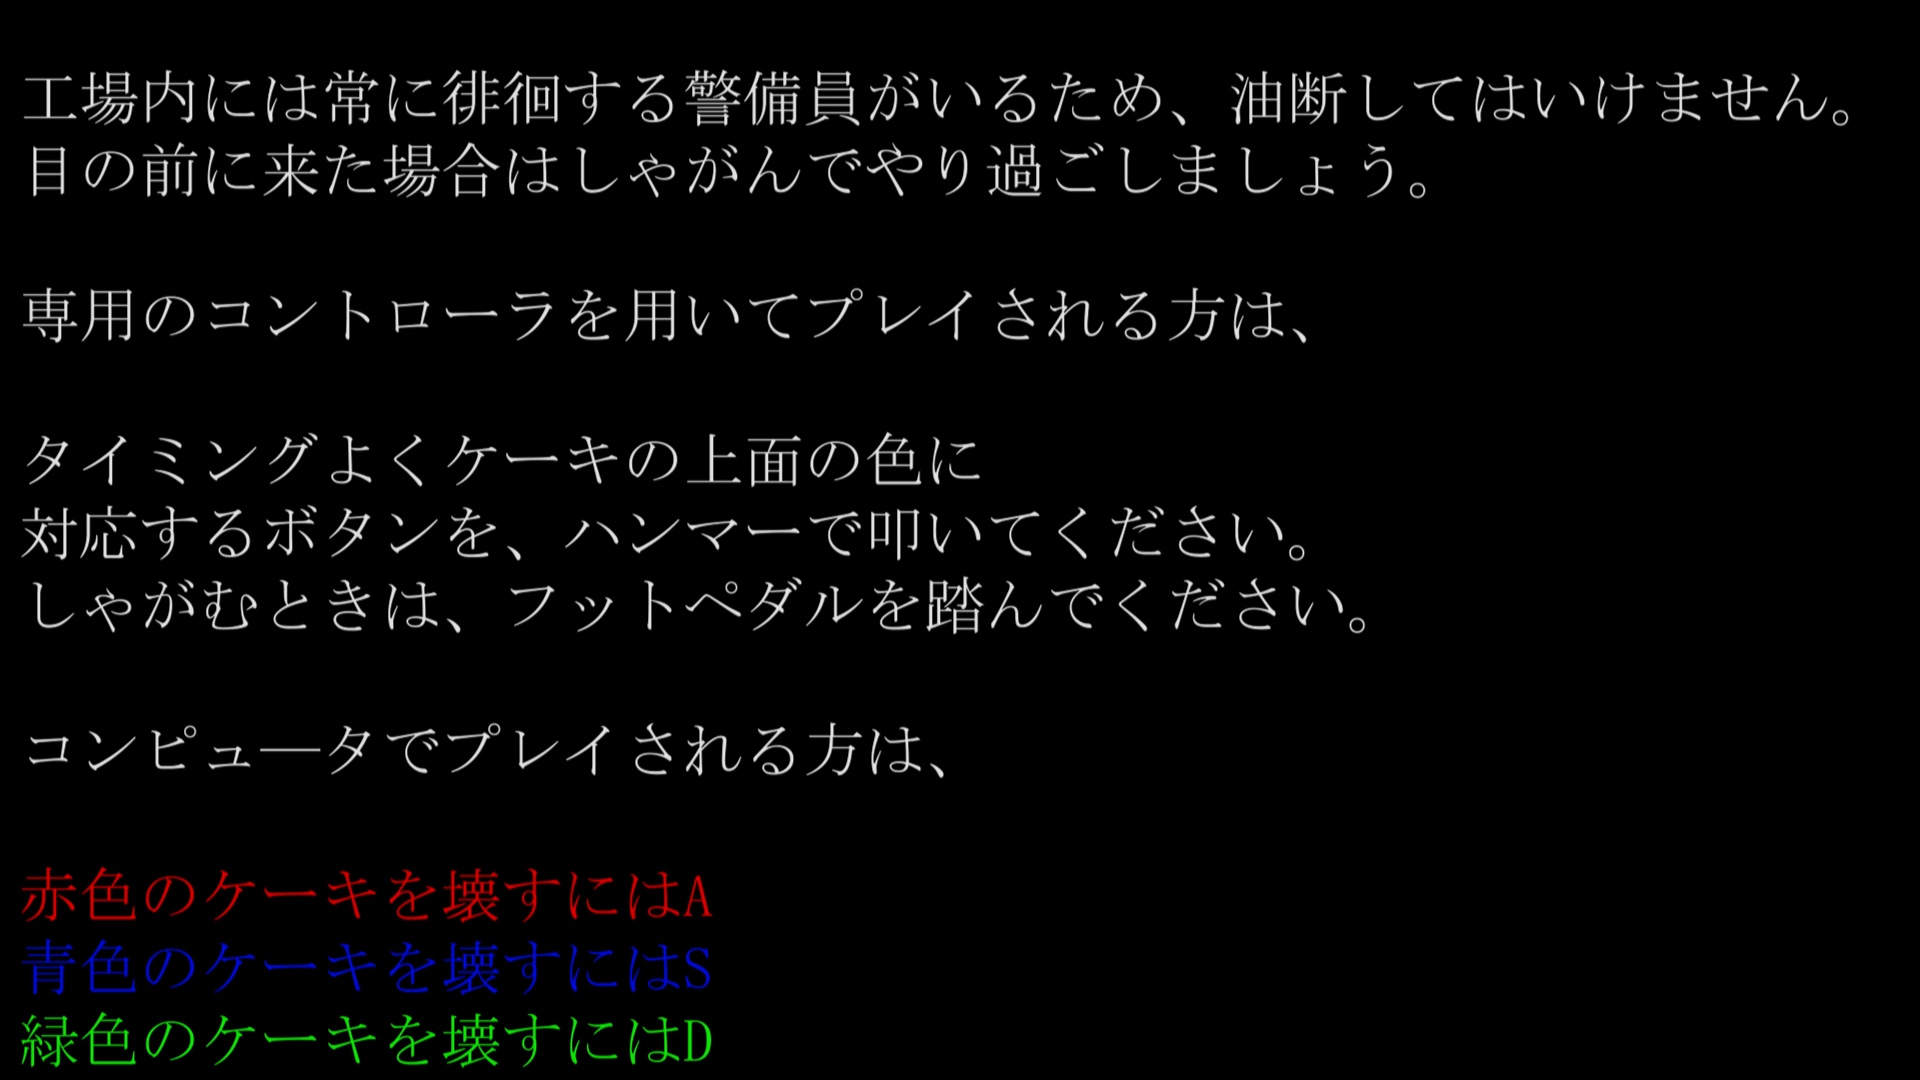 工場内には常に徘徊する警備員がいるため、油断してはいけません。
目の前に来た場合はしゃがんでやり過ごしましょう。
専用のコントローラを用いてプレイされる方は、
タイミングよくケーキの上面の色に
対応するボタンを、ハンマーで叩いてください。
しゃがむときは、フットペダルを踏んでください。
コンピュ―タでプレイされる方は、
赤色のケーキを壊すにはA
青色のケーキを壊すにはS
緑色のケーキを壊すにはD